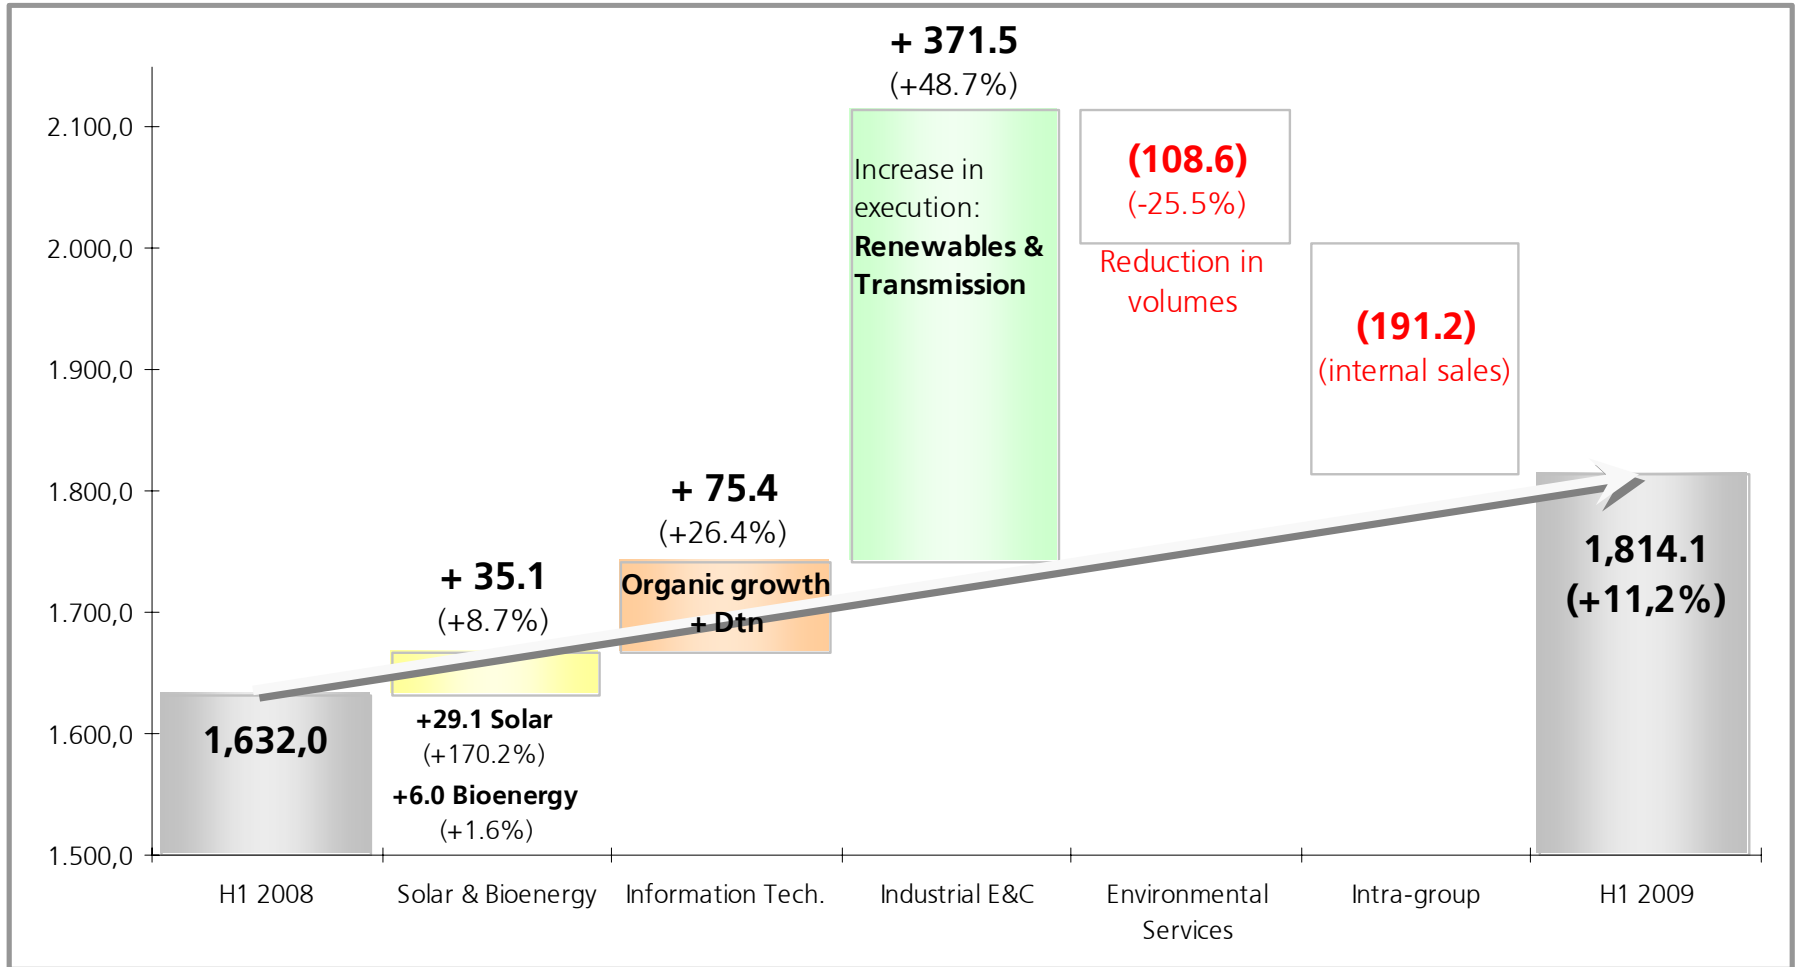 + 371.5
(+48.7%)
2.100,0
2.000,0
1.900,0
1.800,0
1.700,0
1.600,0
1.500,0
1,632,0
+ 35.1
(+8.7%)
+29.1 Solar
(+170.2%)
+6.0 Bioenergy
(+1.6%)
+ 75.4
(+26.4%)
Organic growth
+ Dtn
Increase in
execution:
Renewables &
Transmission
(108.6)
(-25.5%)
Reduction in
volumes
(191.2)
(internal sales)
1,814.1
(+11,2%)
H1 2008
Solar & Bioenergy
Information Tech.
Industrial E&C
Environmental
Services
Intra-group
H1 2009